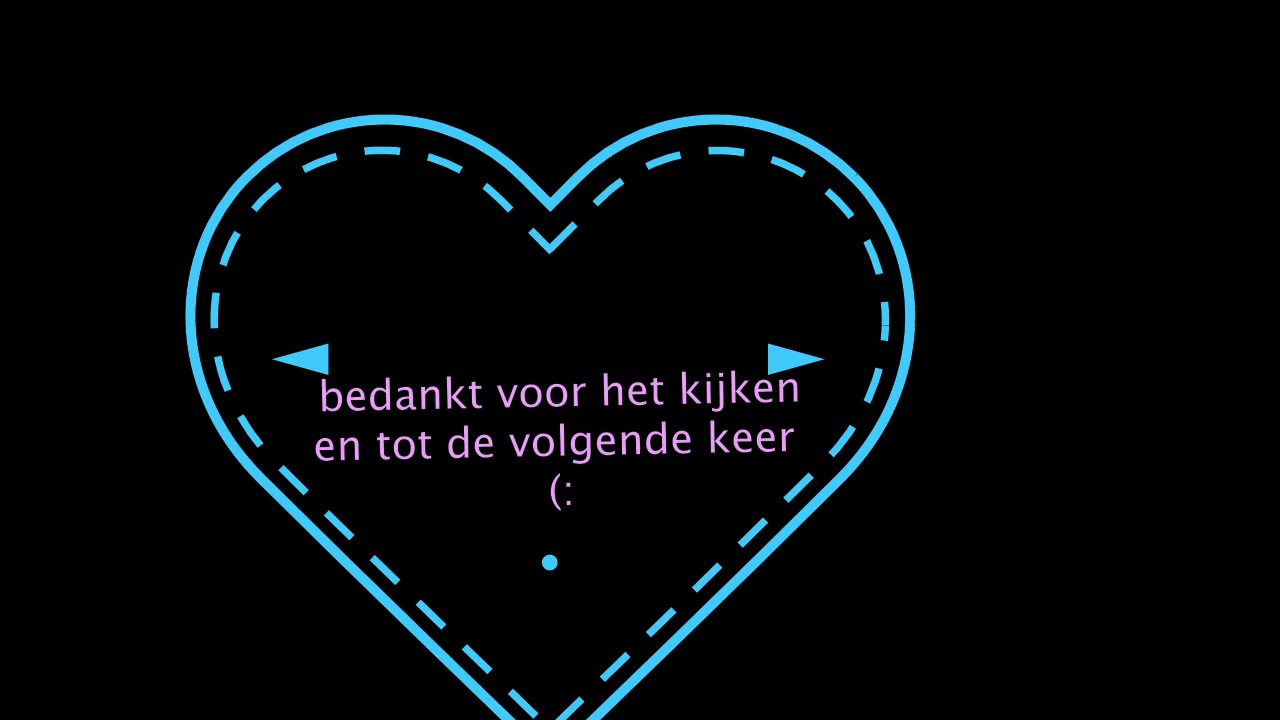 bedankt voor het kijken
en tot de volgende keer
(: